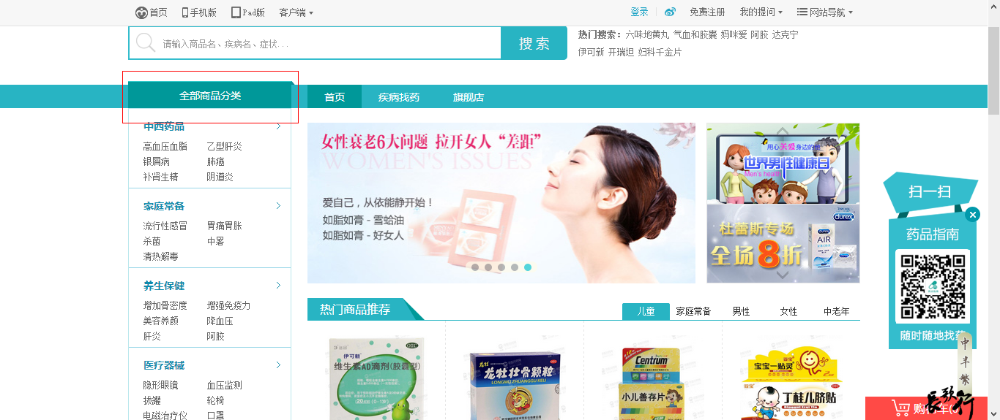 首页 手机版 Pad版 客户端 登录 免费注册 我的提问 网站导航
请输入商品名、疾病名、症状... 搜索 热门搜索：六味地黄丸 气血和胶囊 妈咪爱 阿胶 达克宁
伊可新 开瑞坦 妇科千金片
全部商品分类 首页 疾病找药 旗舰店
中西药品
高血压血脂 乙型肝炎
银屑病 肺癌
补肾生精 阴道炎
家庭常备
流行性感冒 胃痛胃胀
杀菌 中署
清热解毒
养生保健
增加骨密度 增强免疫力
美容养颜 降血压
肝炎 阿胶
医疗器械
隐形眼镜 血压监测
拔罐 轮椅
电磁治疗仪 口罩
女性衰老6大问题 拉开女人“差距”
WOMEN'S ISSUES
爱自己，从依能静开始！
如脂如膏 - 雪蛤油
如脂如膏 - 好女人
用心关爱身边的他
世界男性健康日
Men's health
durex
杜蕾斯专场
全场8折
durex
AIR
扫一扫
药品指南
随时随地找药
热门商品推荐 儿童 家庭常备 男性 女性 中老年
OTC
伊可新
维生素AD滴剂(胶囊型)
龙牡
龙牡壮骨颗粒
LONGMU ZHUANGGU KELI
Centrum
小儿善存片
宝宝一贴灵
丁桂儿脐贴
中
半
繁
长歌行